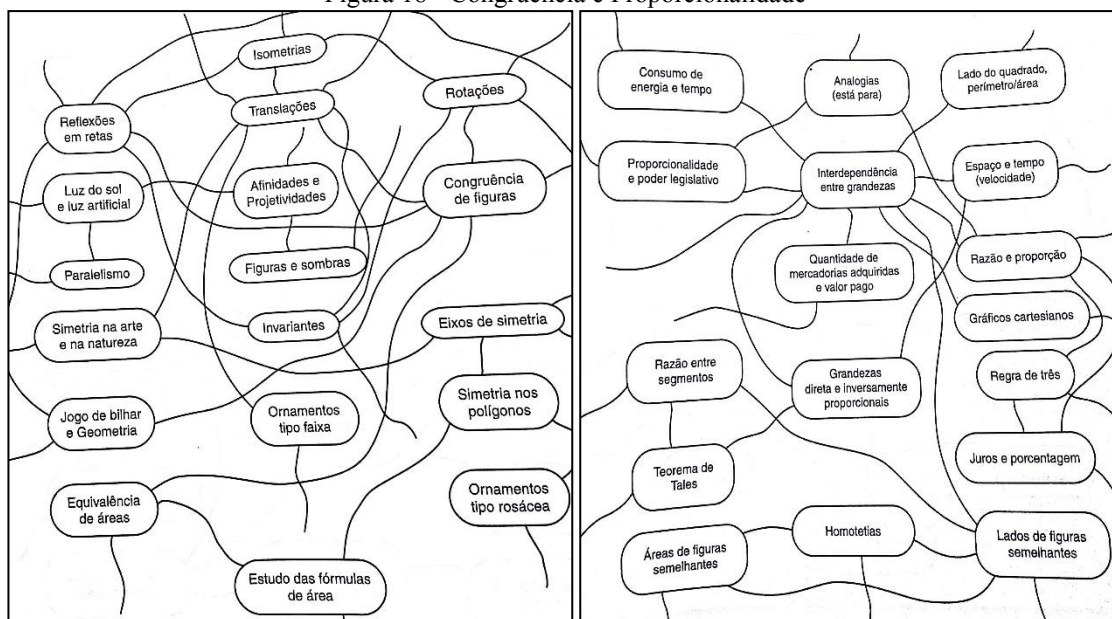 Figura 18 - Congruência e Proporcionalidade
Isometrias
Translações
Rotações
Reflexões
em retas
Luz do sol
e luz artificial
Afinidades e
Projetividades
Congruência
de figuras
Paralelismo
Figuras e sombras
Simetria na arte
e na natureza
Invariantes
Eixos de simetria
Jogo de bilhar
e Geometria
Ornamentos
tipo faixa
Simetria nos
polígonos
Equivalência
de áreas
Ornamentos
tipo rosácea
Estudo das fórmulas
de área
Consumo de
energia e tempo
Analogias
(está para)
Lado do quadrado,
perímetro/área
Proporcionalidade
e poder legislativo
Interdependência
entre grandezas
Espaço e tempo
(velocidade)
Quantidade de
mercadorias adquiridas
e valor pago
Razão e proporção
Gráficos cartesianos
Razão entre
segmentos
Grandezas
direta e inversamente
proporcionais
Regra de três
Teorema de
Tales
Juros e porcentagem
Áreas de figuras
semelhantes
Homotetias
Lados de figuras
semelhantes